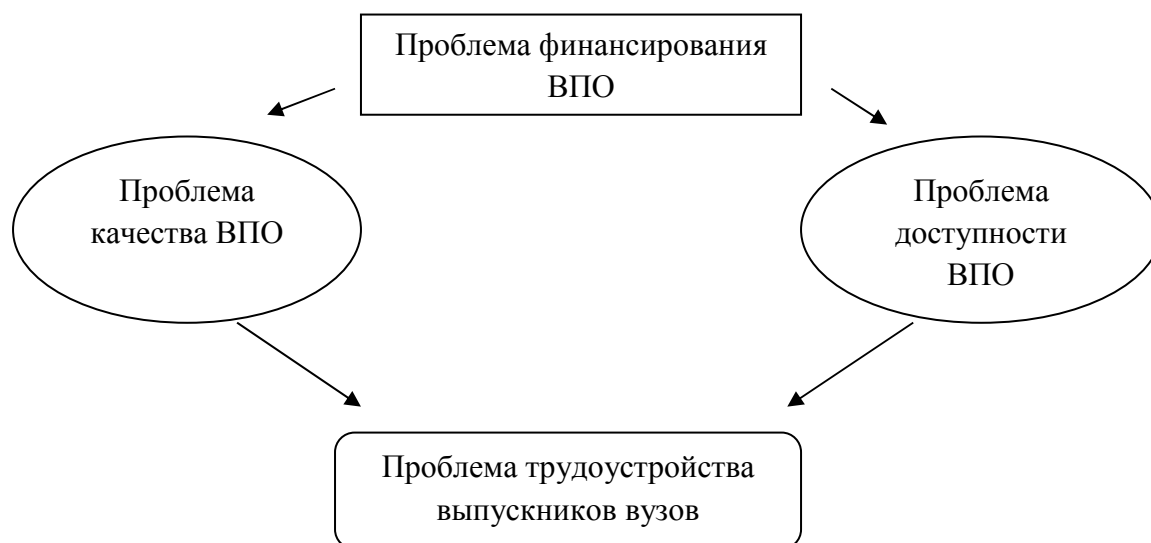 Проблема финансирования
ВПО
Проблема
качества ВПО
Проблема
доступности
ВПО
Проблема трудоустройства
выпускников вузов